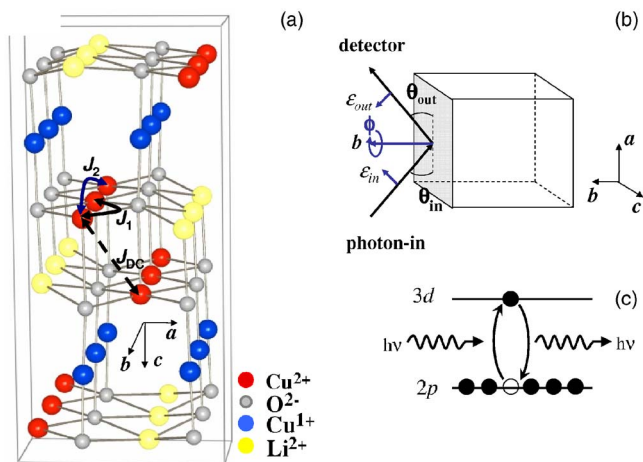 (a)
J2
J1
JDC
a
b
c
Cu2+
O2-
Cu1+
Li2+
(b)
detector
εout
θout
φ
b
εin
θin
photon-in
a
b
c
(c)
3d
hν
hν
2p